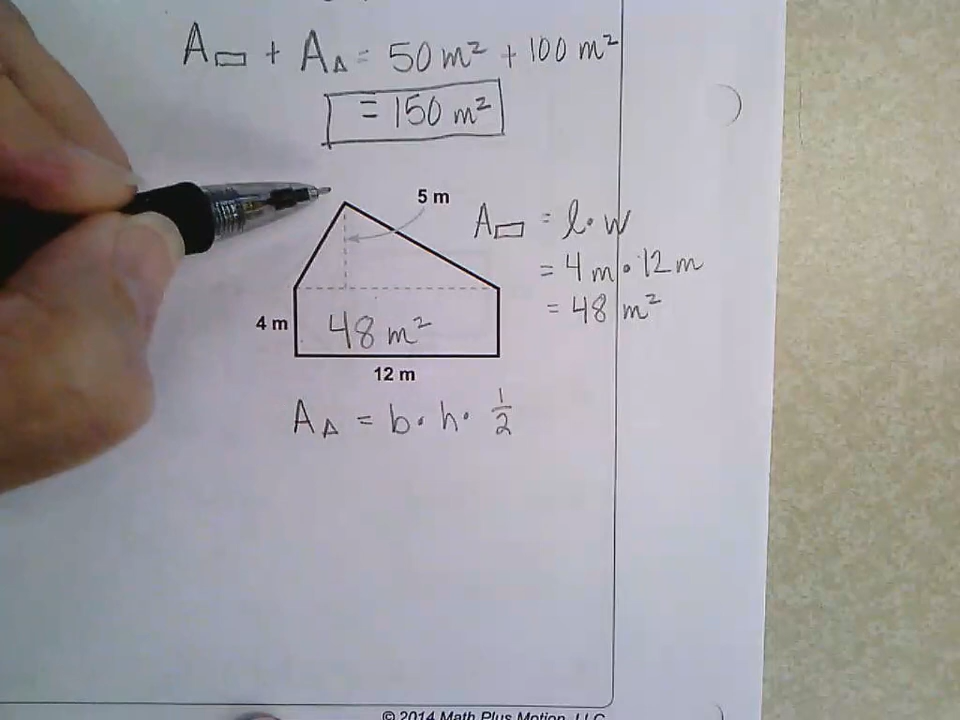 A▭ + A△ = 50 m² + 100 m²
= 150 m²
5 m
A▭ = l · w
= 4 m · 12 m
= 48 m²
4 m
48 m²
12 m
A△ = b · h · 1/2
© 2014 Math Plus Motion, LLC